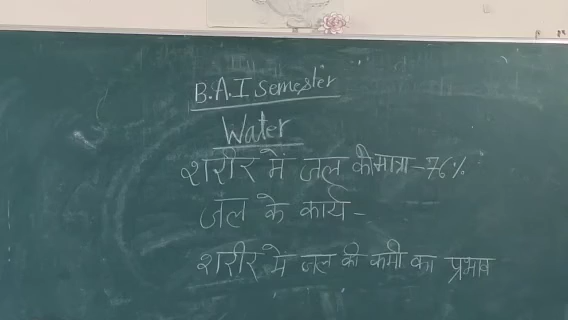 B.A.I semester
Water
शरीर में जल की मात्रा - 76%
जल के कार्य -
शरीर मे जल की कमी का प्रभाव